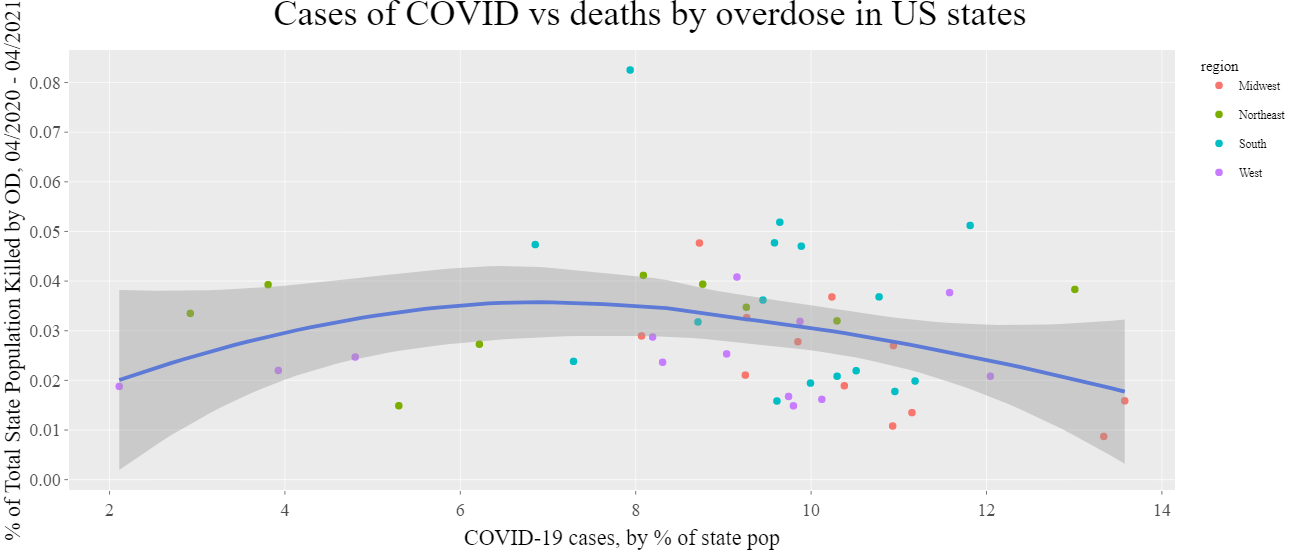 Cases of COVID vs deaths by overdose in US states
% of Total State Population Killed by OD, 04/2020 - 04/2021
0.08
0.07
0.06
0.05
0.04
0.03
0.02
0.01
0.00
2 4 6 8 10 12 14
COVID-19 cases, by % of state pop
region
Midwest
Northeast
South
West